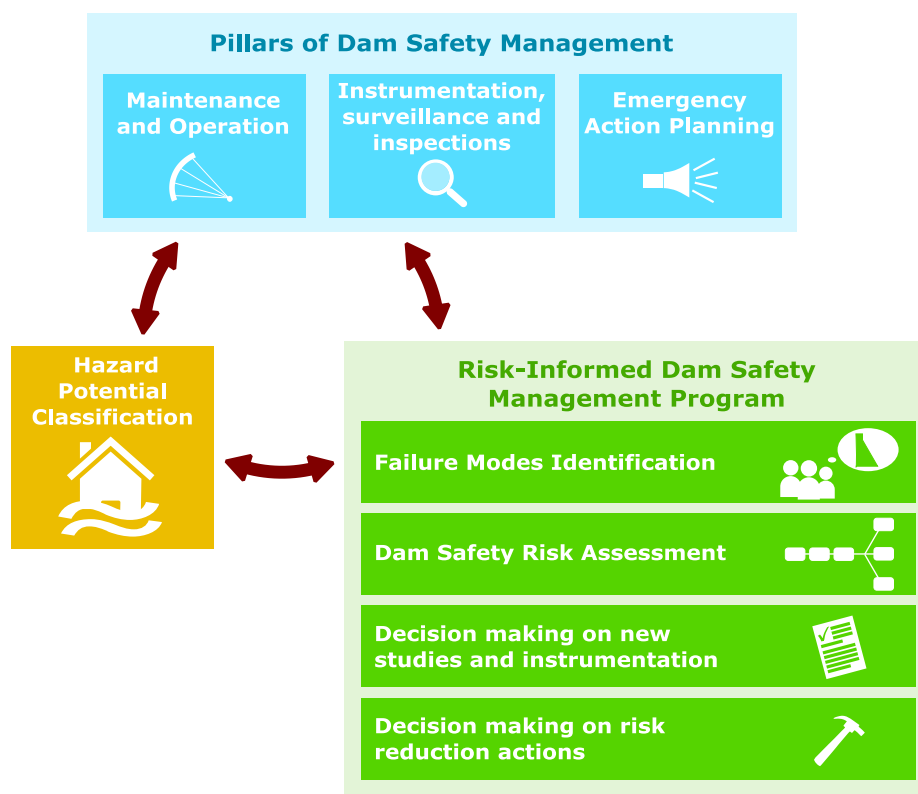 Pillars of Dam Safety Management
Maintenance
and Operation
Instrumentation,
surveillance and
inspections
Emergency
Action Planning
Hazard
Potential
Classification
Risk-Informed Dam Safety
Management Program
Failure Modes Identification
Dam Safety Risk Assessment
Decision making on new
studies and instrumentation
Decision making on risk
reduction actions